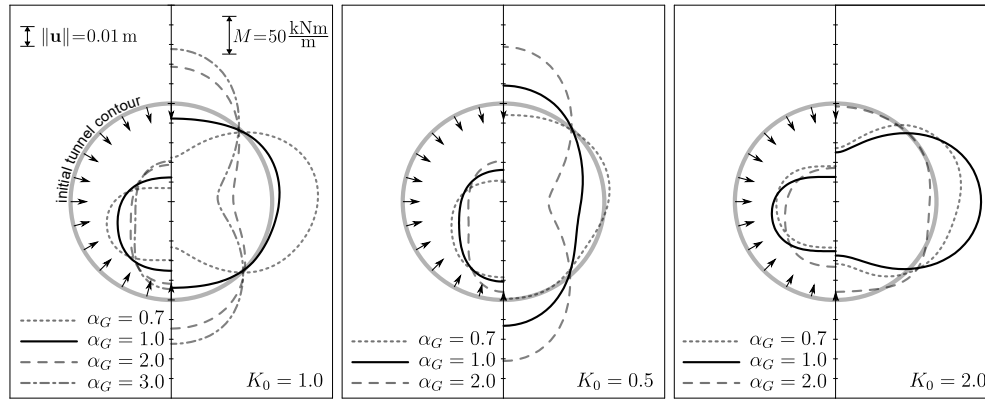 ‖u‖=0.01 m
M=50 kNm/m
initial tunnel contour
α_G = 0.7
α_G = 1.0
α_G = 2.0
α_G = 3.0
K_0 = 1.0
α_G = 0.7
α_G = 1.0
α_G = 2.0
K_0 = 0.5
α_G = 0.7
α_G = 1.0
α_G = 2.0
K_0 = 2.0